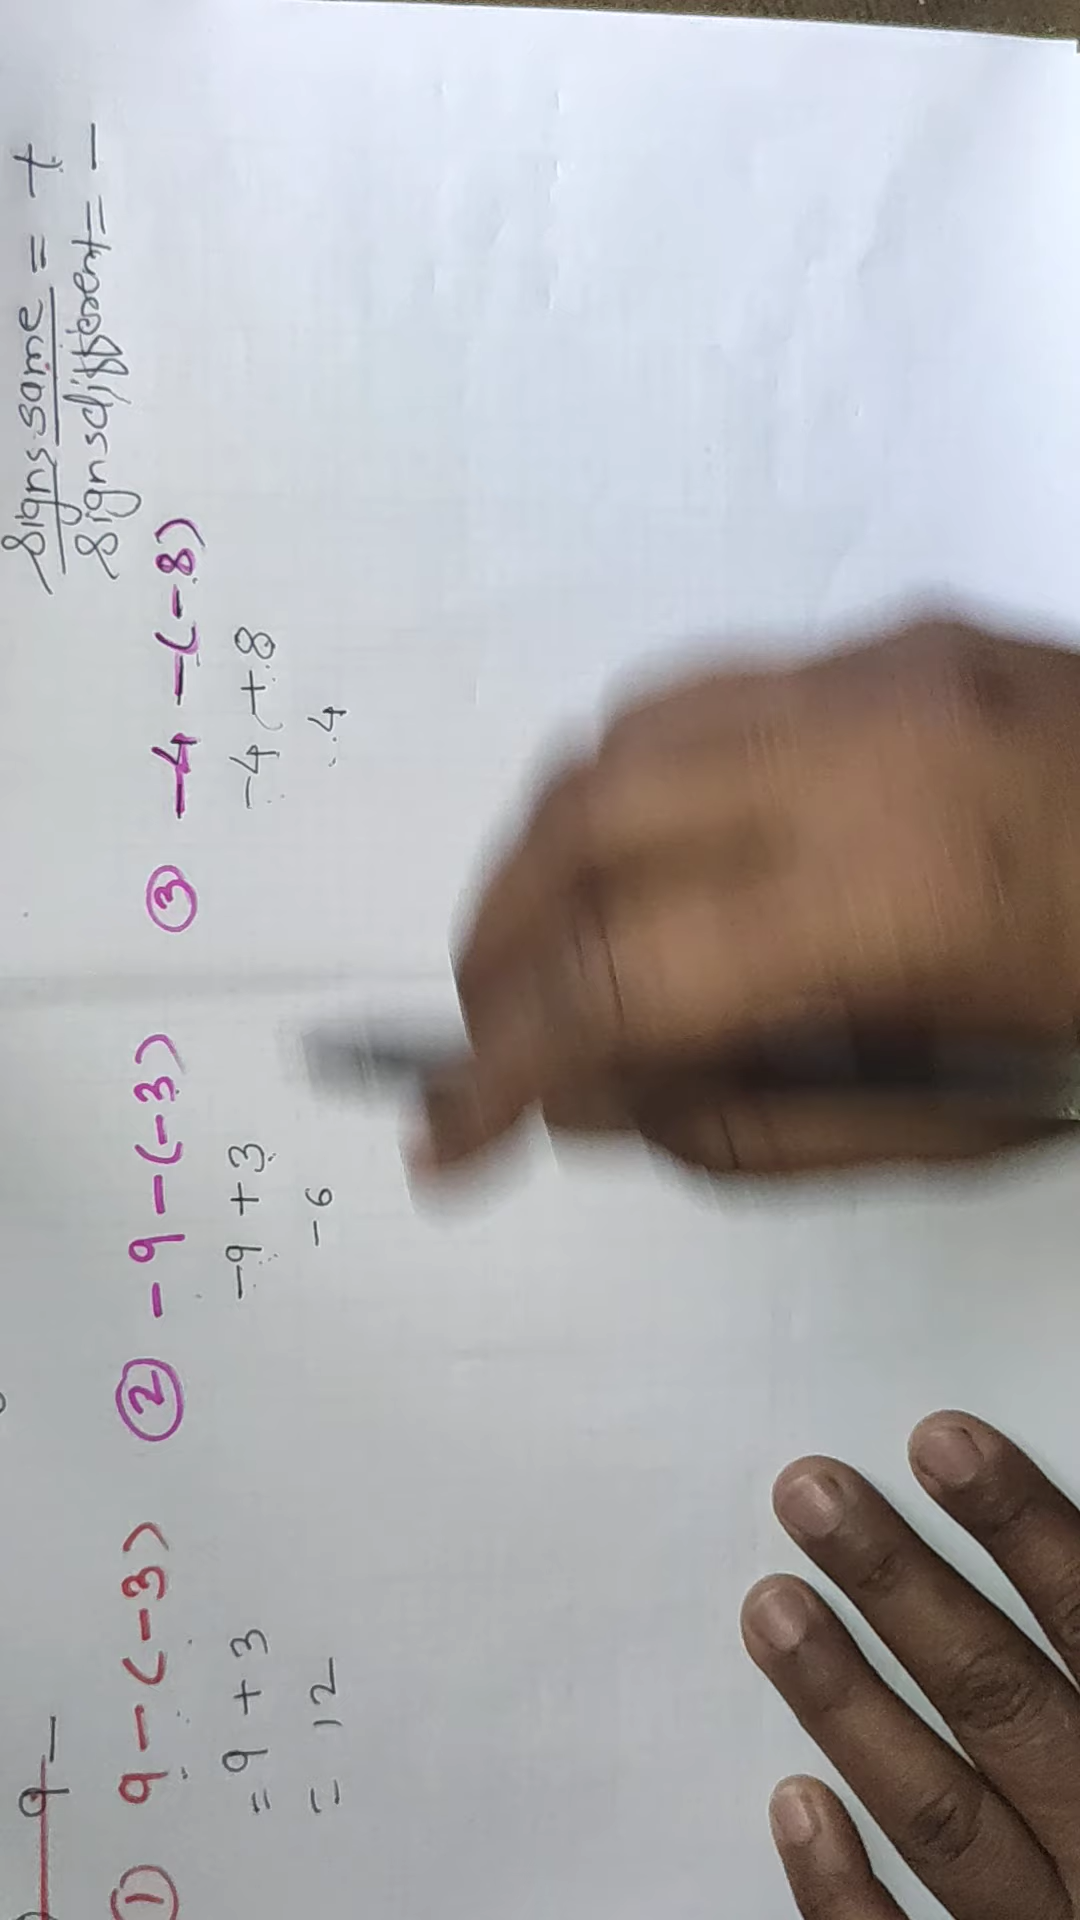 Signs same = +
Signs different = -
9 -
① 9 - (-3)
= 9 + 3
= 12
② - 9 - (-3)
-9 + 3
-6
③ -4 - (-8)
-4 + 8
4